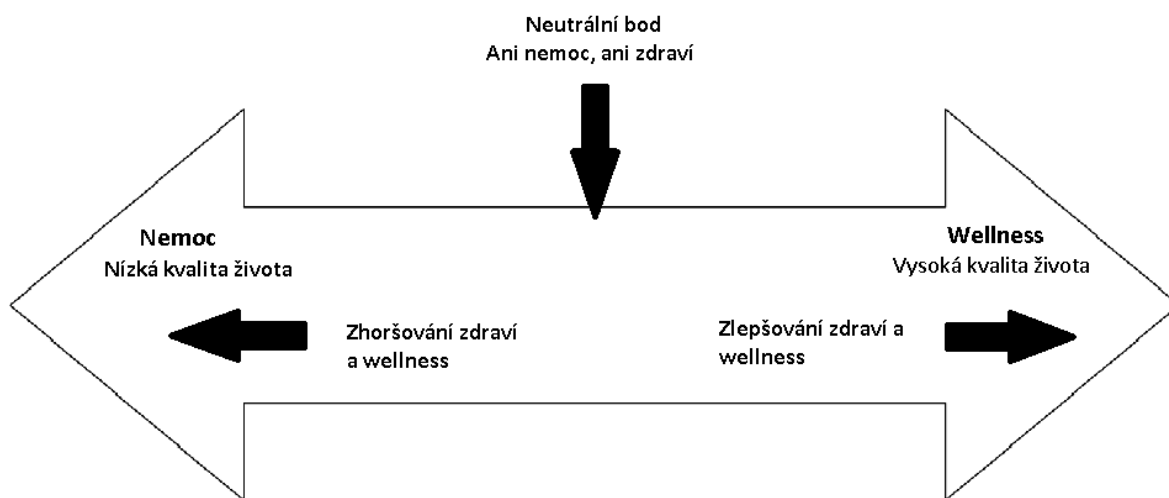 Neutrální bod
Ani nemoc, ani zdraví
Nemoc
Nízká kvalita života
Wellness
Vysoká kvalita života
Zhoršování zdraví
a wellness
Zlepšování zdraví a
wellness